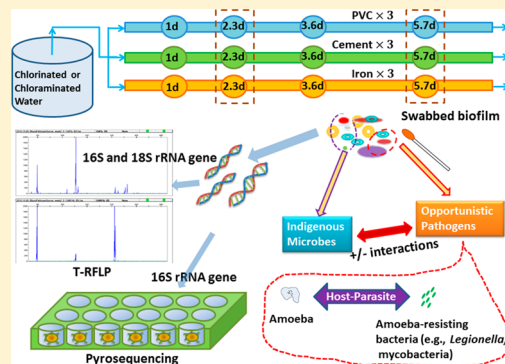 PVC × 3
1d 2.3d 3.6d 5.7d
Cement × 3
1d 2.3d 3.6d 5.7d
Iron × 3
1d 2.3d 3.6d 5.7d
Chlorinated or
Chloraminated
Water
Swabbed biofilm
16S and 18S rRNA gene
T-RFLP
16S rRNA gene
Pyrosequencing
Indigenous
Microbes
Opportunistic
Pathogens
+/- interactions
Host-Parasite
Amoeba
Amoeba-resisting
bacteria (e.g., Legionella,
mycobacteria)